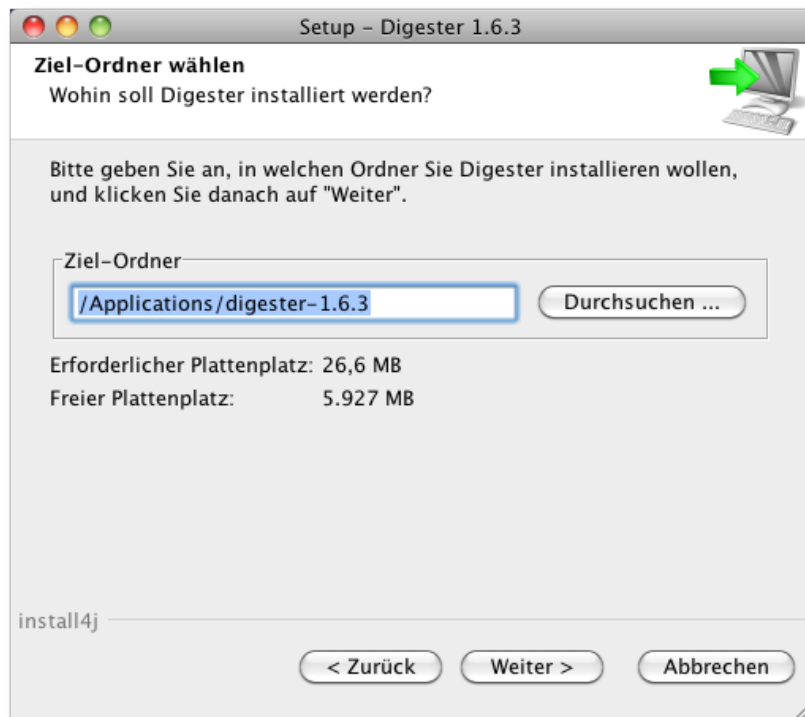 Setup – Digester 1.6.3
Ziel-Ordner wählen
Wohin soll Digester installiert werden?
Bitte geben Sie an, in welchen Ordner Sie Digester installieren wollen,
und klicken Sie danach auf "Weiter".
Ziel-Ordner
/Applications/digester-1.6.3
Durchsuchen ...
Erforderlicher Plattenplatz: 26,6 MB
Freier Plattenplatz: 5.927 MB
install4j
< Zurück
Weiter >
Abbrechen